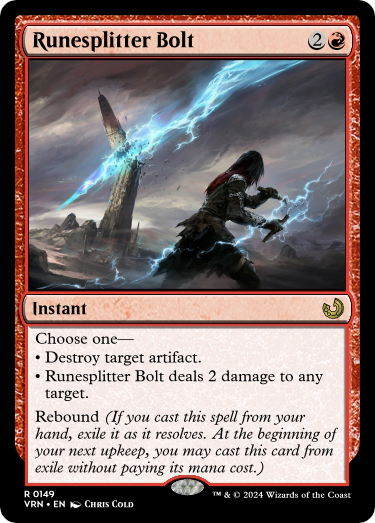 Runesplitter Bolt 2
Instant
Choose one—
• Destroy target artifact.
• Runesplitter Bolt deals 2 damage to any
target.
Rebound (If you cast this spell from your
hand, exile it as it resolves. At the beginning of
your next upkeep, you may cast this card from
exile without paying its mana cost.)
R 0149
VRN • EN Chris Cold
™ & © 2024 Wizards of the Coast